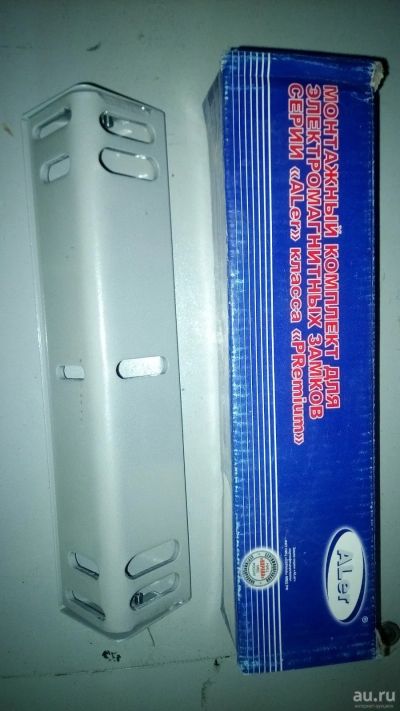 МОНТАЖНЫЙ КОМПЛЕКТ ДЛЯ
ЭЛЕКТРОМАГНИТНЫХ ЗАМКОВ
СЕРИИ «ALer» класса «PRemium»
ALer ®
au.ru